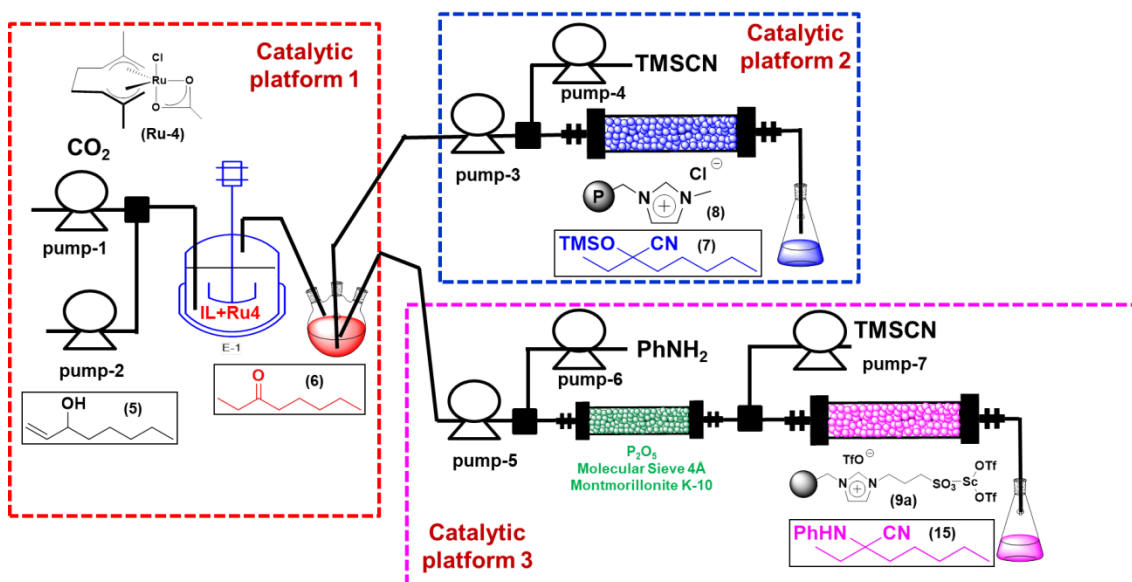 Catalytic
platform 1
Cl
Ru
O
O
(Ru-4)
CO2
pump-1
pump-2
IL+Ru4
E-1
OH
(5)
O
(6)
Catalytic
platform 2
TMSCN
pump-4
pump-3
Cl ⊖
P
N
+
N
(8)
TMSO
CN
(7)
PhNH2
pump-6
TMSCN
pump-7
pump-5
P2O5
Molecular Sieve 4Å
Montmorillonite K-10
TfO⊖
N
+
N
SO3
Sc
OTf
OTf
(9a)
PhHN
CN
(15)
Catalytic
platform 3